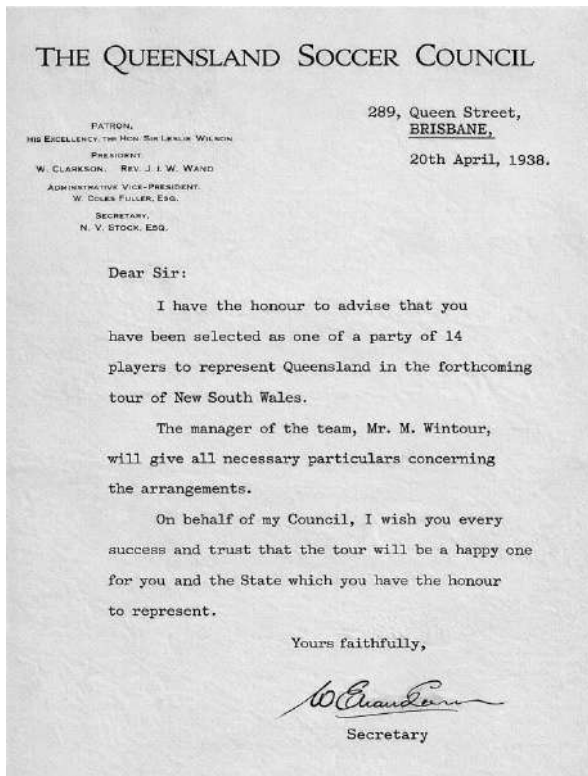 THE QUEENSLAND SOCCER COUNCIL
PATRON,
HIS EXCELLENCY, THE HON. SIR LESLIE WILSON
PRESIDENT
W. CLARKSON. REV. J. I. W. WAND
ADMINISTRATIVE VICE-PRESIDENT.
W. COLES FULLER, ESQ.
SECRETARY,
N. V. STOCK, ESQ.
289, Queen Street,
BRISBANE,
20th April, 1938.
Dear Sir:
I have the honour to advise that you
have been selected as one of a party of 14
players to represent Queensland in the forthcoming
tour of New South Wales.
The manager of the team, Mr. M. Wintour,
will give all necessary particulars concerning
the arrangements.
On behalf of my Council, I wish you every
success and trust that the tour will be a happy one
for you and the State which you have the honour
to represent.
Yours faithfully,
Secretary